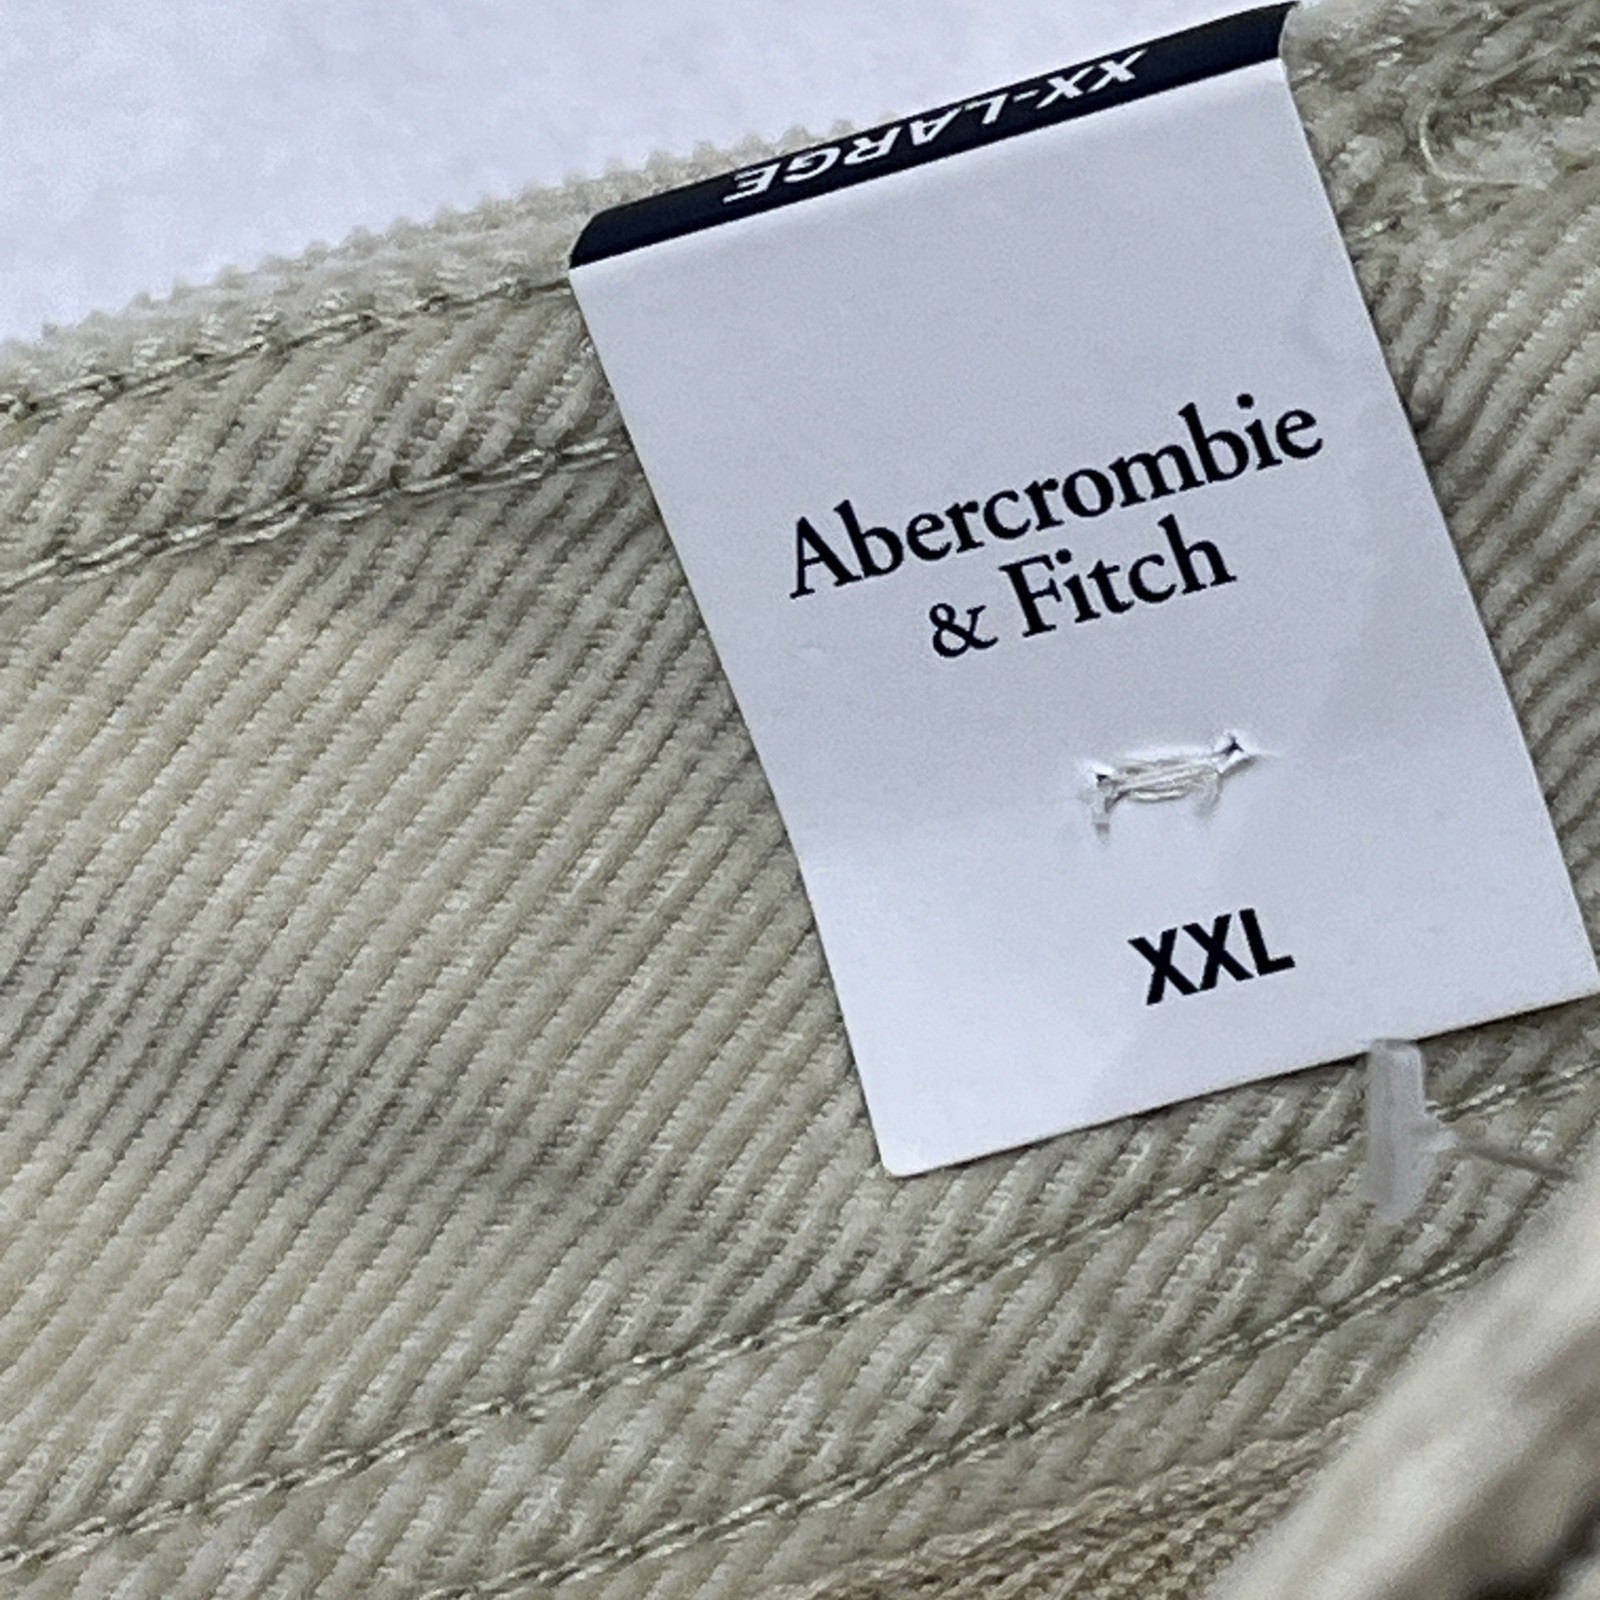 XX-LARGE
Abercrombie
& Fitch
XXL